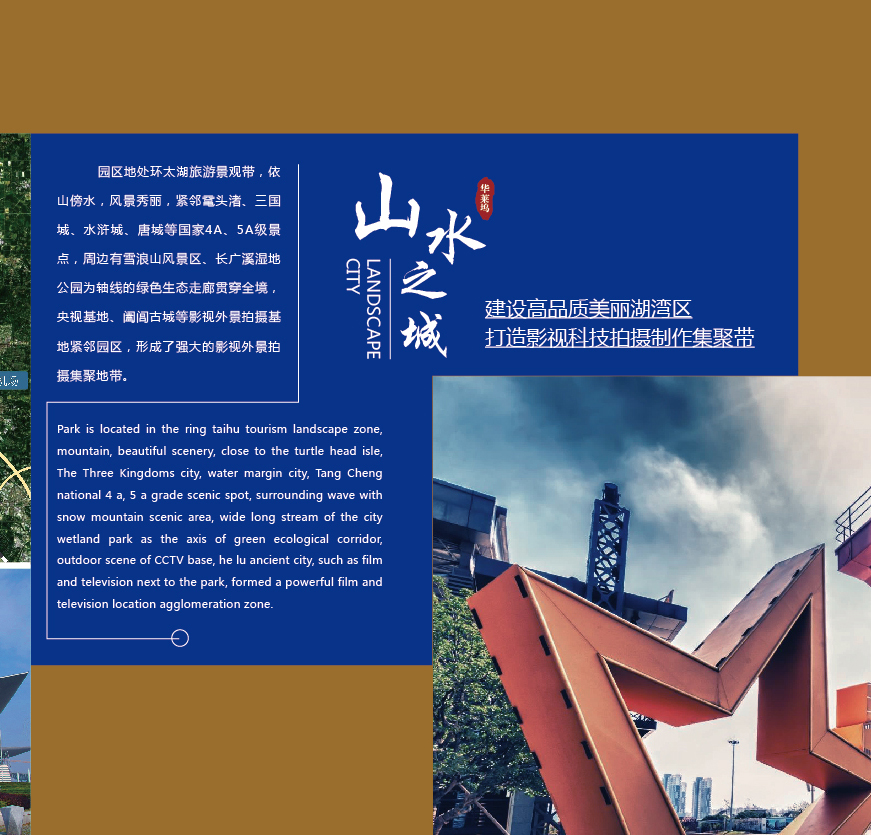 园区地处环太湖旅游景观带，依
山傍水，风景秀丽，紧邻鼋头渚、三国
城、水浒城、唐城等国家4A、5A级景
点，周边有雪浪山风景区、长广溪湿地
公园为轴线的绿色生态走廊贯穿全境，
央视基地、阖闾古城等影视外景拍摄基
地紧邻园区，形成了强大的影视外景拍
摄集聚地带。
Park is located in the ring taihu tourism landscape zone,
mountain, beautiful scenery, close to the turtle head isle,
The Three Kingdoms city, water margin city, Tang Cheng
national 4 a, 5 a grade scenic spot, surrounding wave with
snow mountain scenic area, wide long stream of the city
wetland park as the axis of green ecological corridor,
outdoor scene of CCTV base, he lu ancient city, such as film
and television next to the park, formed a powerful film and
television location agglomeration zone.
山水之城
华莱坞
LANDSCAPE
CITY
建设高品质美丽湖湾区
打造影视科技拍摄制作集聚带